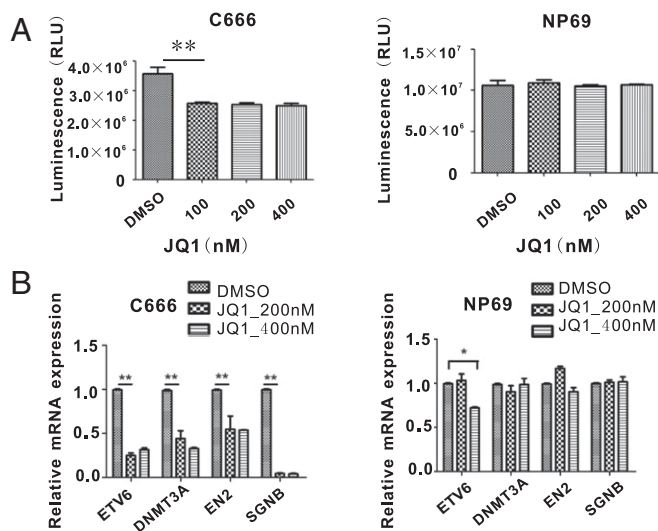 A
C666
Luminescence (RLU)
4.0×10⁶
3.0×10⁶
2.0×10⁶
1.0×10⁶
0
**
DMSO
100
200
400
JQ1 (nM)
NP69
Luminescence (RLU)
1.5×10⁷
1.0×10⁷
5.0×10⁶
0
DMSO
100
200
400
JQ1 (nM)
B
C666
DMSO
JQ1_200nM
JQ1_400nM
Relative mRNA expression
1.5
1.0
0.5
0
**
**
**
**
ETV6
DNMT3A
EN2
SGNB
DMSO
JQ1_200nM
JQ1_400nM
NP69
Relative mRNA expression
1.5
1.0
0.5
0.0
*
ETV6
DNMT3A
EN2
SGNB